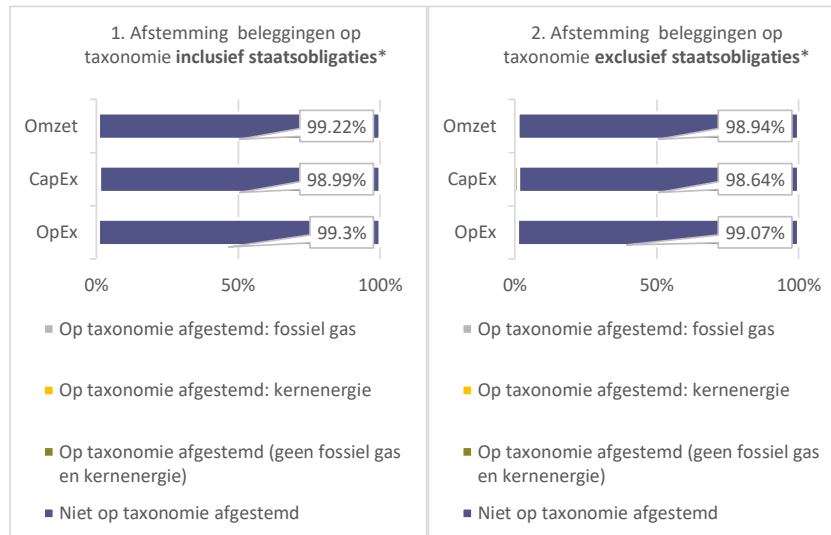 1. Afstemming beleggingen op
taxonomie inclusief staatsobligaties*
Omzet
99.22%
CapEx
98.99%
OpEx
99.3%
0%
50%
100%
Op taxonomie afgestemd: fossiel gas
Op taxonomie afgestemd: kernenergie
Op taxonomie afgestemd (geen fossiel gas
en kernenergie)
Niet op taxonomie afgestemd
2. Afstemming beleggingen op
taxonomie exclusief staatsobligaties*
Omzet
98.94%
CapEx
98.64%
OpEx
99.07%
0%
50%
100%
Op taxonomie afgestemd: fossiel gas
Op taxonomie afgestemd: kernenergie
Op taxonomie afgestemd (geen fossiel gas
en kernenergie)
Niet op taxonomie afgestemd